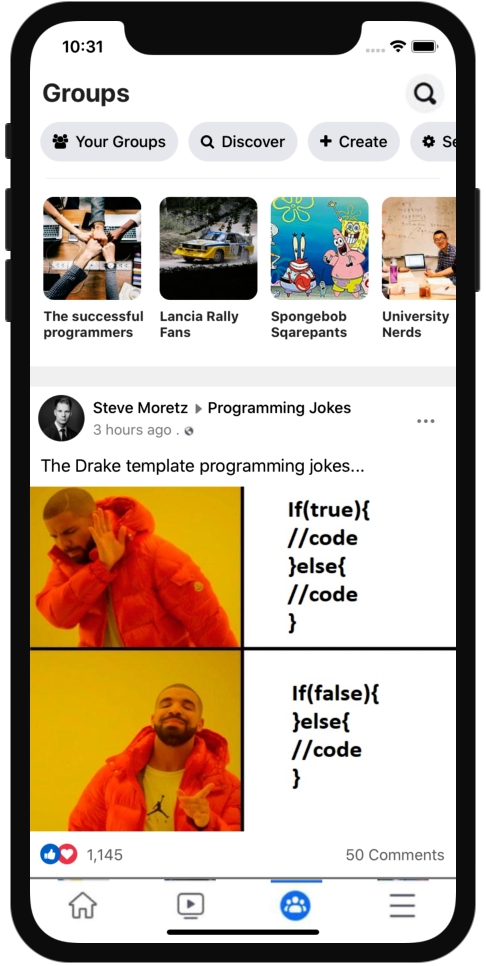 10:31
Groups
Your Groups
Discover
Create
Se
The successful
programmers
Lancia Rally
Fans
Spongebob
Sqarepants
University
Nerds
Steve Moretz ▸ Programming Jokes
3 hours ago .
The Drake template programming jokes...
If(true){
//code
}else{
//code
}
If(false){
}else{
//code
}
1,145
50 Comments